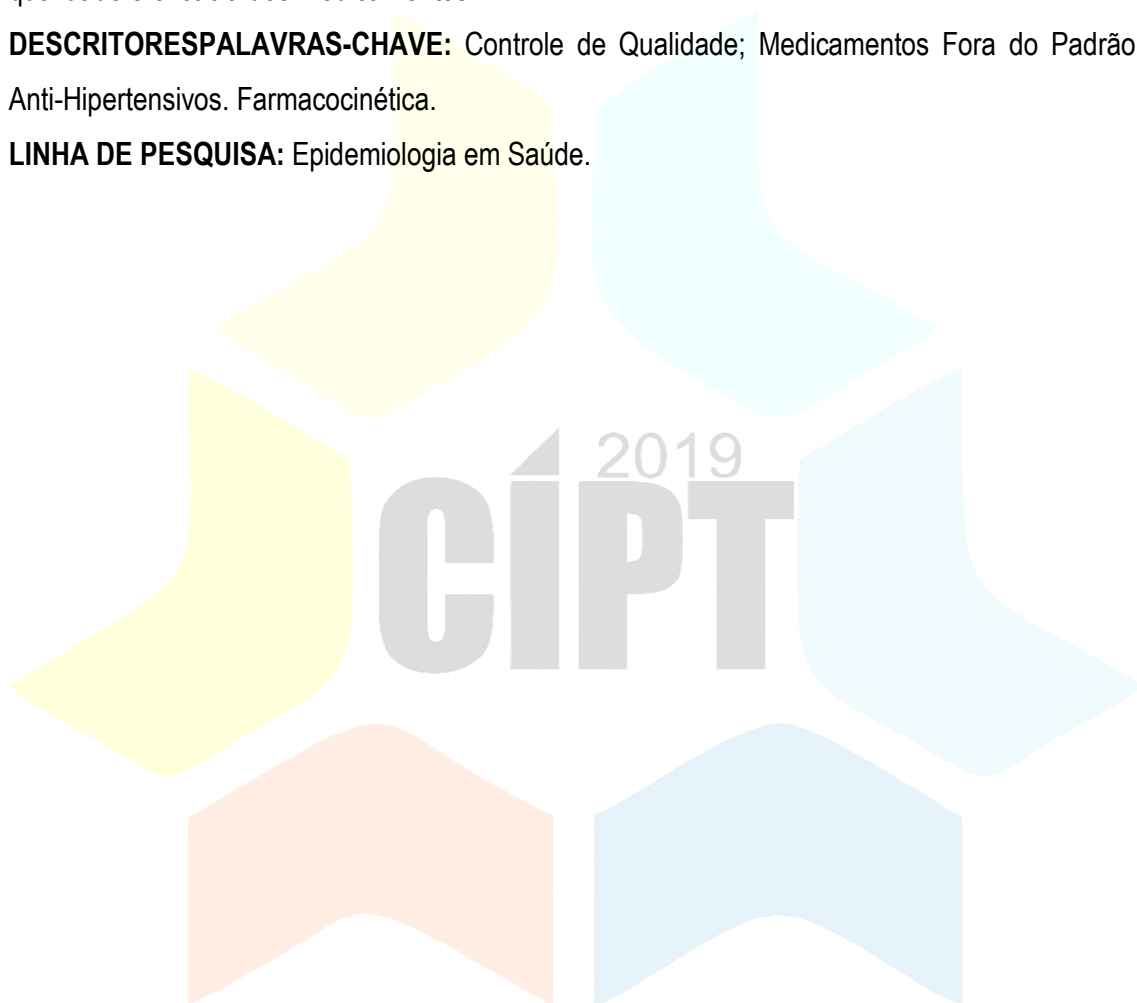 DESCRITORESPALAVRAS-CHAVE: Controle de Qualidade; Medicamentos Fora do Padrão
Anti-Hipertensivos. Farmacocinética.
LINHA DE PESQUISA: Epidemiologia em Saúde.
2019
CÍPT